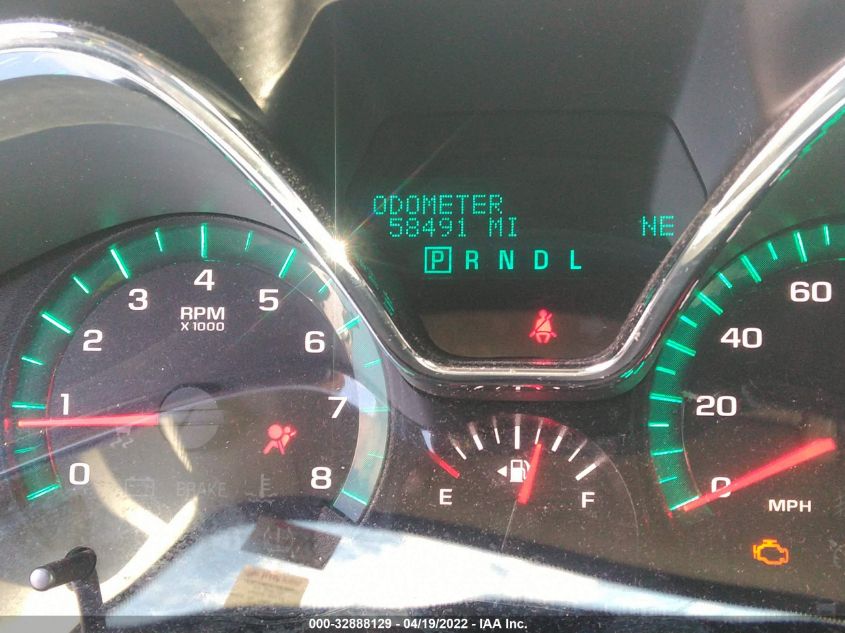 ODOMETER
58491 MI NE
P R N D L
0 1 2 3 4 5 6 7 8
RPM
X 1000
BRAKE
E F
0 20 40 60
MPH
000-32888129 - 04/19/2022 - IAA Inc.